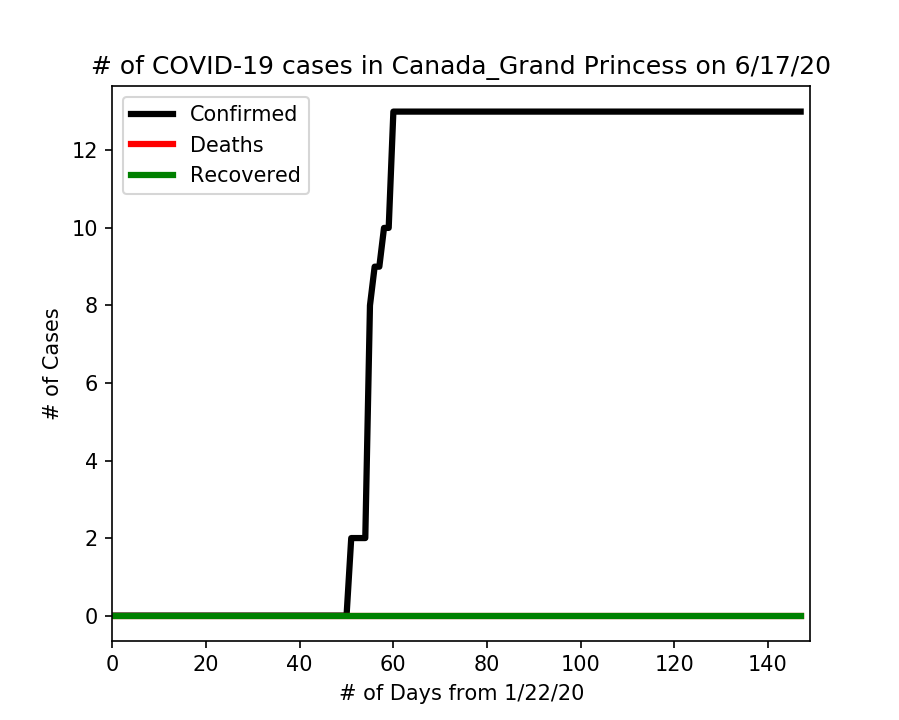 # of COVID-19 cases in Canada_Grand Princess on 6/17/20
Confirmed
Deaths
Recovered
12
10
8
6
4
2
0
# of Cases
0 20 40 60 80 100 120 140
# of Days from 1/22/20